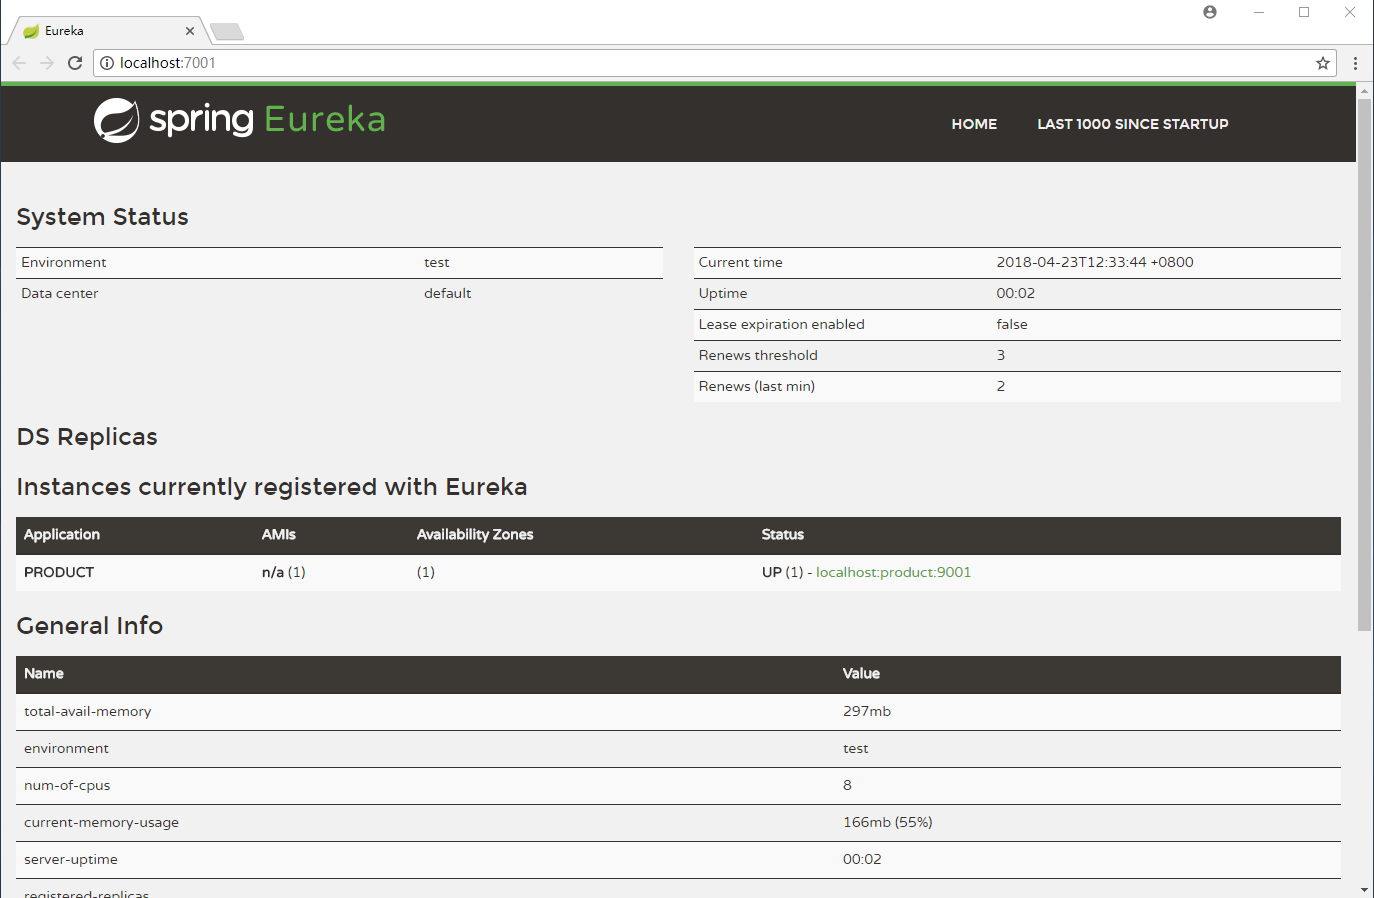 Eureka
localhost:7001
spring Eureka
HOME LAST 1000 SINCE STARTUP
System Status
Environment test
Data center default
Current time 2018-04-23T12:33:44 +0800
Uptime 00:02
Lease expiration enabled false
Renews threshold 3
Renews (last min) 2
DS Replicas
Instances currently registered with Eureka
Application AMIs Availability Zones Status
PRODUCT n/a (1) (1) UP (1) - localhost:product:9001
General Info
Name Value
total-avail-memory 297mb
environment test
num-of-cpus 8
current-memory-usage 166mb (55%)
server-uptime 00:02
registered-replicas